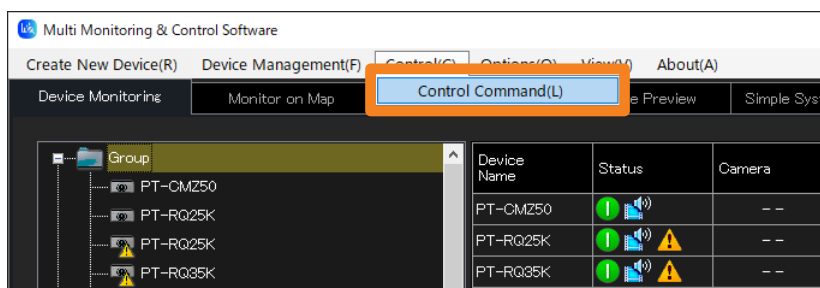 Multi Monitoring & Control Software
Create New Device(R) Device Management(F) Control(C) Options(O) View(V) About(A)
Control Command(L)
Device Monitoring Monitor on Map e Preview Simple Sys
Group
PT-CMZ50
PT-RQ25K
PT-RQ25K
PT-RQ35K
Device Name Status Camera
PT-CMZ50 --
PT-RQ25K --
PT-RQ35K --